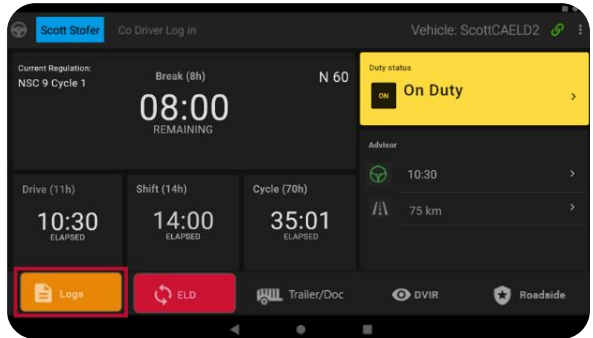 Scott Stofer
Co Driver Log in
Vehicle: ScottCAELD2
Current Regulation:
NSC 9 Cycle 1
Break (8h)
N 60
08:00
REMAINING
Duty status
ON
On Duty
Advisor
10:30
75 km
Drive (11h)
Shift (14h)
Cycle (70h)
10:30
14:00
35:01
ELAPSED
ELAPSED
ELAPSED
Logs
ELD
Trailer/Doc
DVIR
Roadside